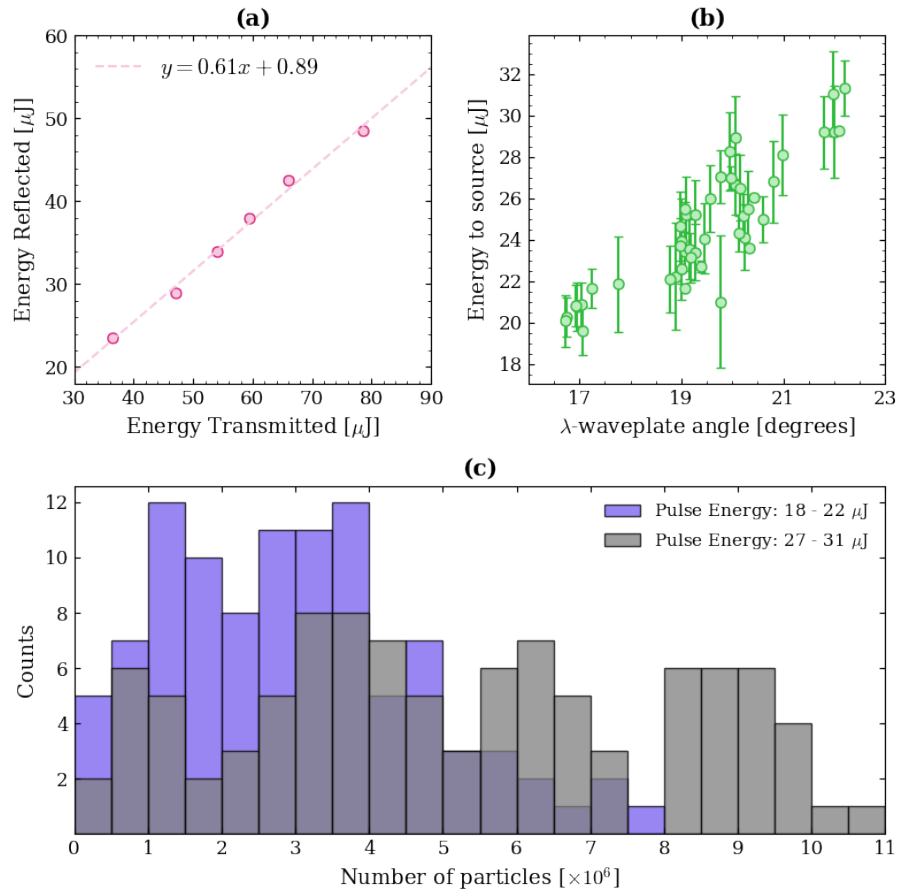 (a)
y = 0.61x + 0.89
Energy Reflected [μJ]
60
50
40
30
20
30 40 50 60 70 80 90
Energy Transmitted [μJ]
(b)
Energy to source [μJ]
32
30
28
26
24
22
20
18
17 19 21 23
λ-waveplate angle [degrees]
(c)
Pulse Energy: 18 - 22 μJ
Pulse Energy: 27 - 31 μJ
Counts
12
10
8
6
4
2
0 1 2 3 4 5 6 7 8 9 10 11
Number of particles [×10⁶]